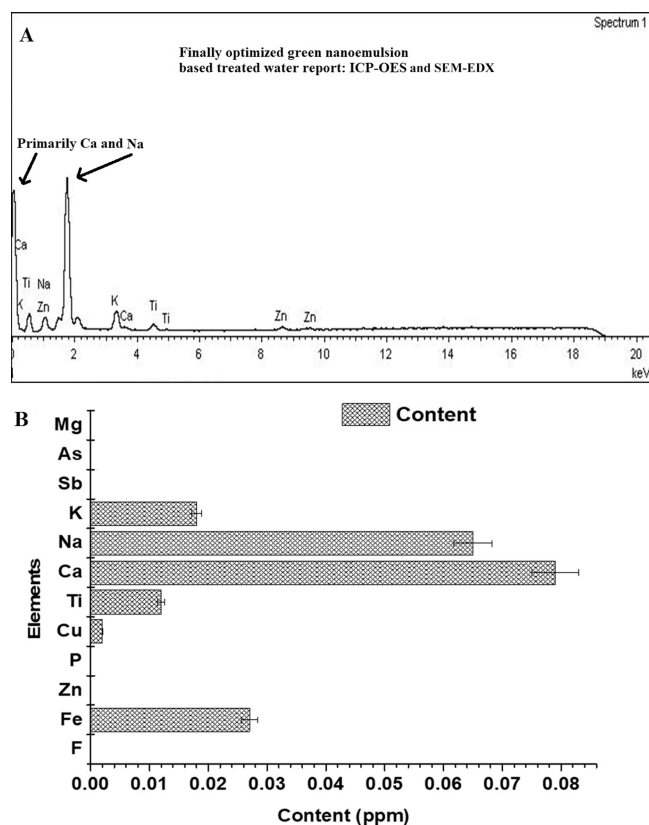 A
Spectrum 1
Finally optimized green nanoemulsion
based treated water report: ICP-OES and SEM-EDX
Primarily Ca and Na
Ca
Ti Na
K Zn
K
Ca
Ti
Ti
Zn Zn
0 2 4 6 8 10 12 14 16 18 20
keV
B
Content
Mg
As
Sb
K
Na
Ca
Ti
Cu
P
Zn
Fe
F
Elements
0.00 0.01 0.02 0.03 0.04 0.05 0.06 0.07 0.08
Content (ppm)